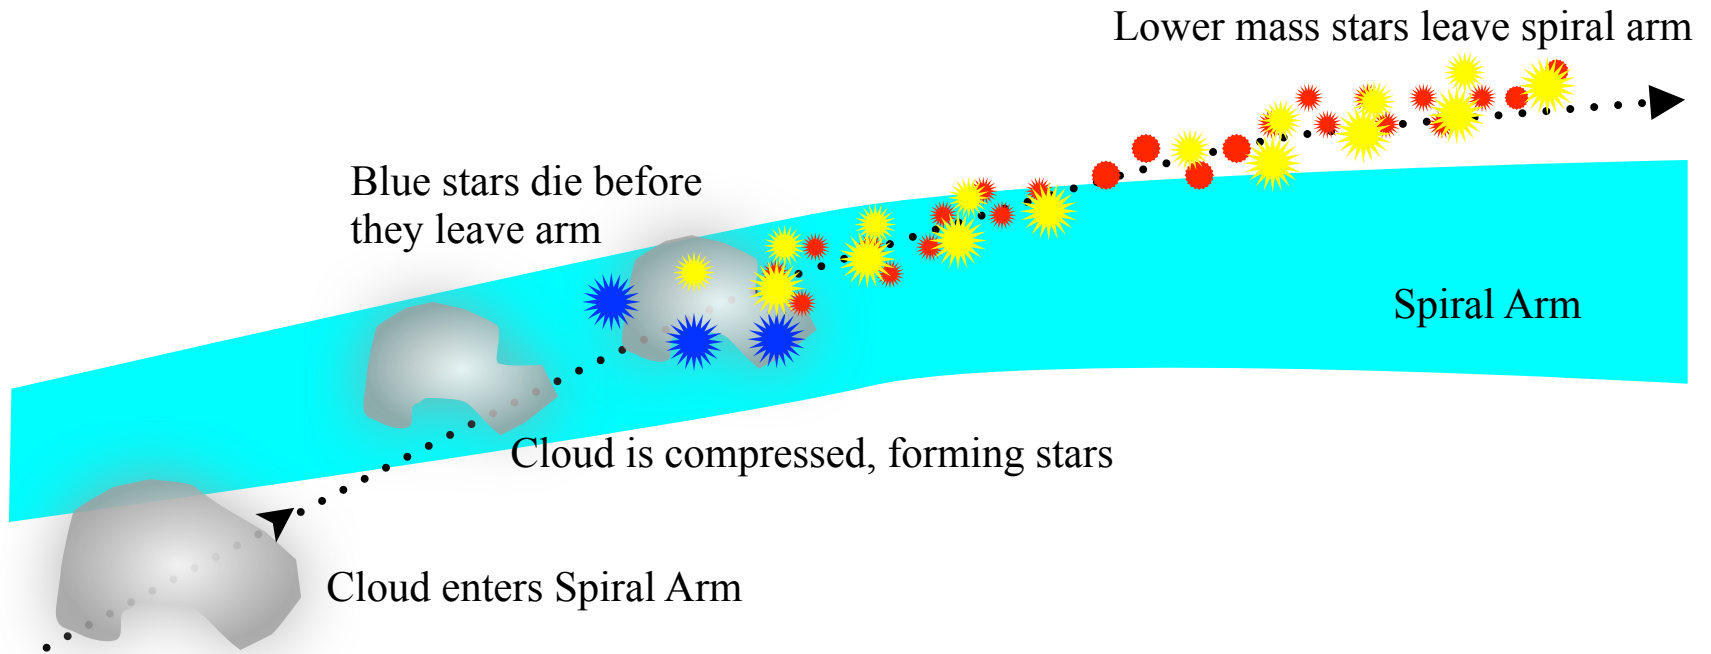 Lower mass stars leave spiral arm
Blue stars die before
they leave arm
Spiral Arm
Cloud is compressed, forming stars
Cloud enters Spiral Arm